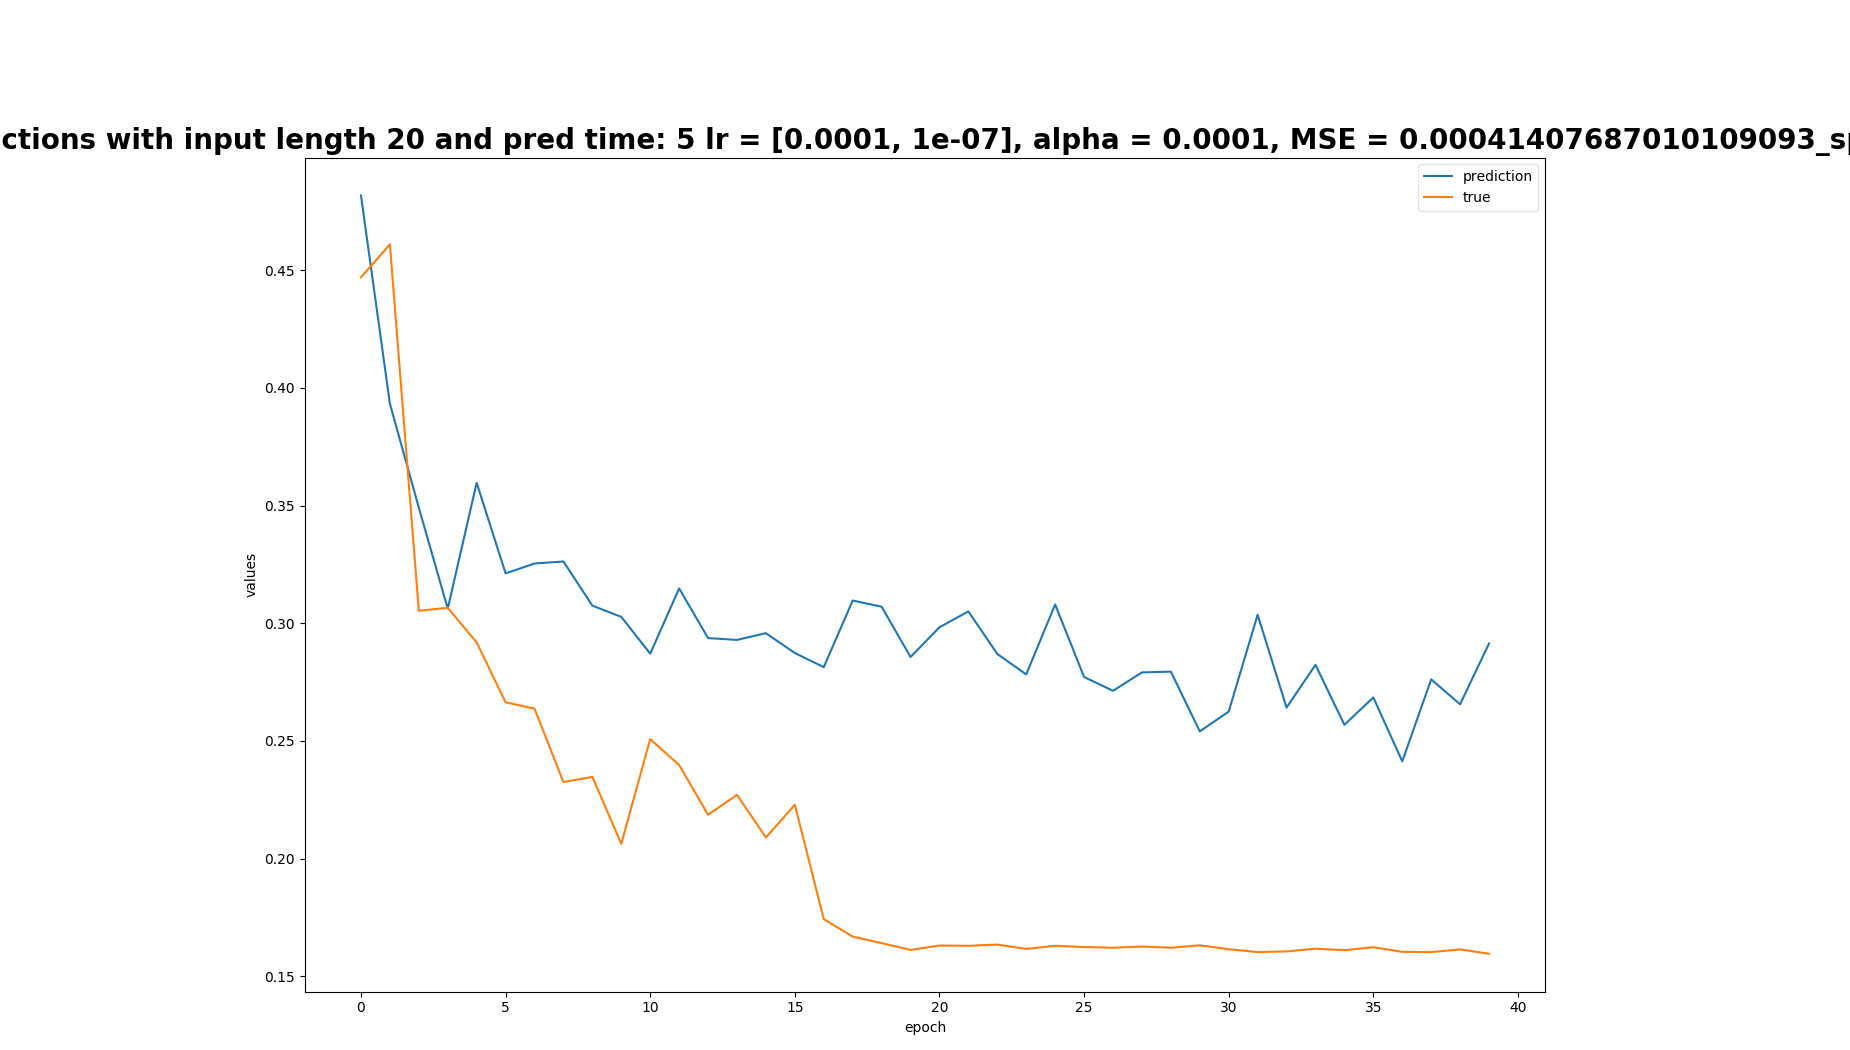 ctions with input length 20 and pred time: 5 lr = [0.0001, 1e-07], alpha = 0.0001, MSE = 0.00041407687010109093_sp
prediction
true
0.45
0.40
0.35
0.30
0.25
0.20
0.15
values
0 5 10 15 20 25 30 35 40
epoch